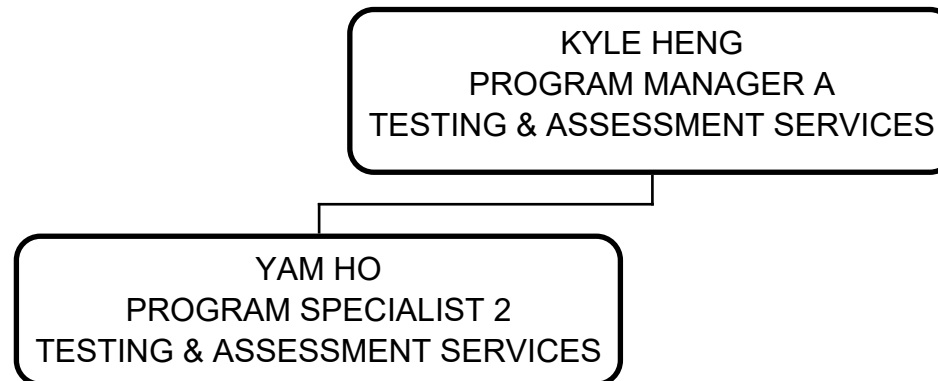 KYLE HENG
PROGRAM MANAGER A
TESTING & ASSESSMENT SERVICES
YAM HO
PROGRAM SPECIALIST 2
TESTING & ASSESSMENT SERVICES